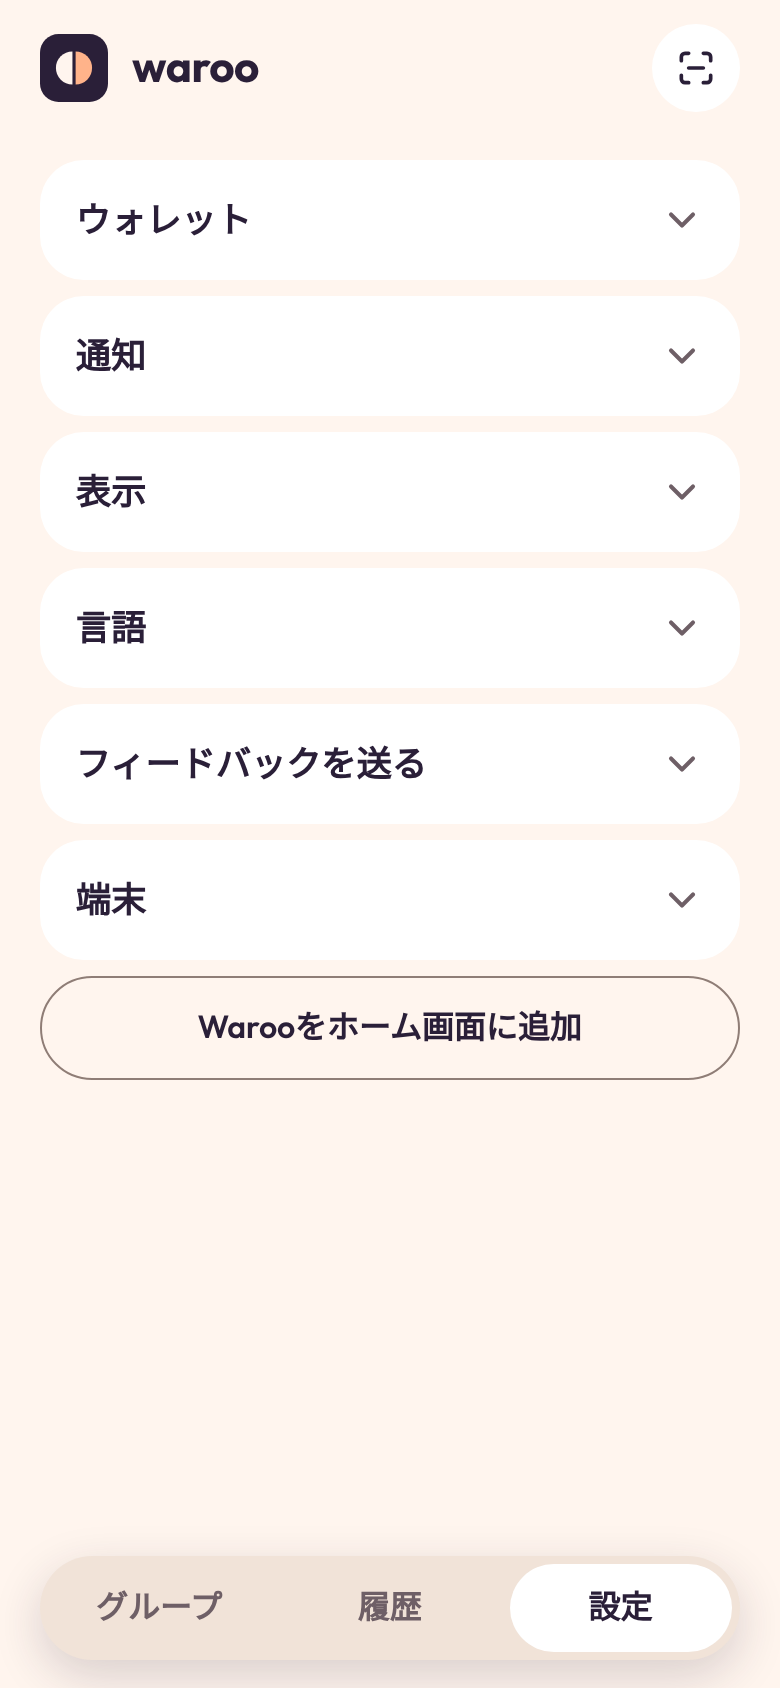 waroo
ウォレット
通知
表示
言語
フィードバックを送る
端末
Warooをホーム画面に追加
グループ
履歴
設定